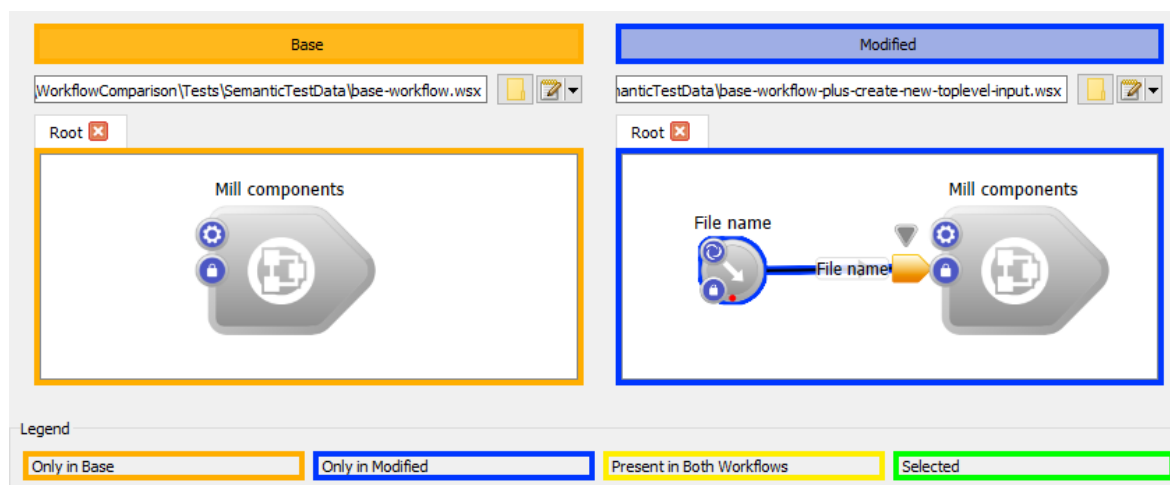 Base
Modified
\WorkflowComparison\Tests\SemanticTestData\base-workflow.wsx
nanticTestData\base-workflow-plus-create-new-toplevel-input.wsx
Root
Root
Mill components
Mill components
File name
File name
Legend
Only in Base
Only in Modified
Present in Both Workflows
Selected